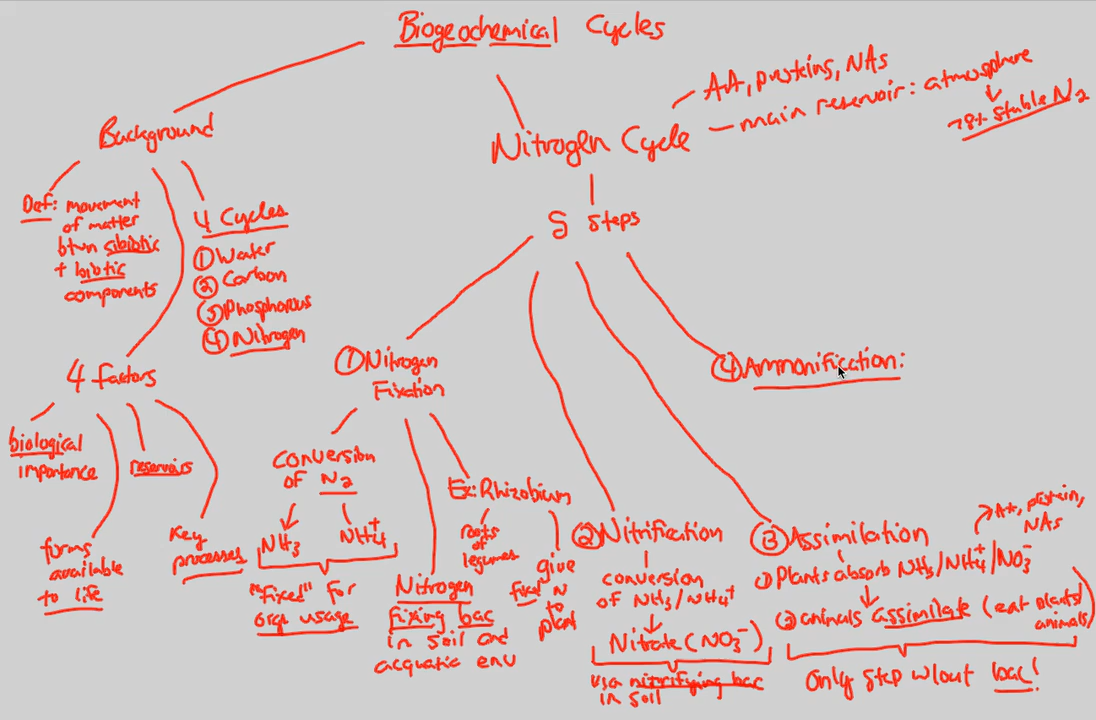 Biogeochemical Cycles
Background
Def: movement
of matter
btwn abiotic
+ biotic
components
4 Cycles
① Water
② Carbon
③ Phosphorous
④ Nitrogen
4 factors
biological
importance
forms
available
to life
reservoirs
Key
processes
Nitrogen Cycle
AA, proteins, NAs
main reservoir: atmosphere
78% Stable N2
5 Steps
① Nitrogen
Fixation
conversion
of N2
NH3
NH4+
"fixed" for
orgs usage
Nitrogen
fixing bac
in soil and
acquatic env
Ex: Rhizobium
roots
of
legumes
give
fixed N
to
plant
② Nitrification
conversion
of NH3/NH4+
Nitrate (NO3-)
via nitrifying bac
in soil
③ Assimilation
① Plants absorb NH3/NH4+/NO3-
AA, protein,
NAs
② animals assimilate (eat plants/
animals)
Only step w/out bac!
④ Ammonification: